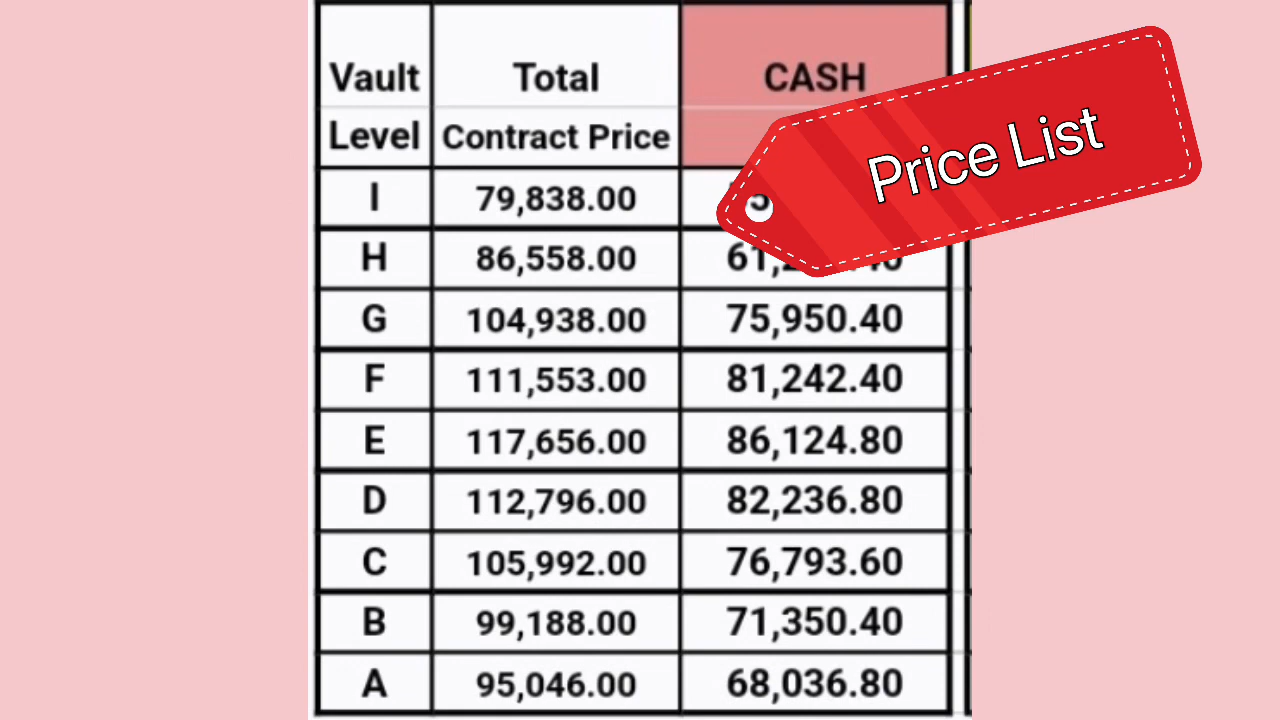 Vault Total CASH
Level Contract Price
Price List
I 79,838.00
H 86,558.00
G 104,938.00 75,950.40
F 111,553.00 81,242.40
E 117,656.00 86,124.80
D 112,796.00 82,236.80
C 105,992.00 76,793.60
B 99,188.00 71,350.40
A 95,046.00 68,036.80